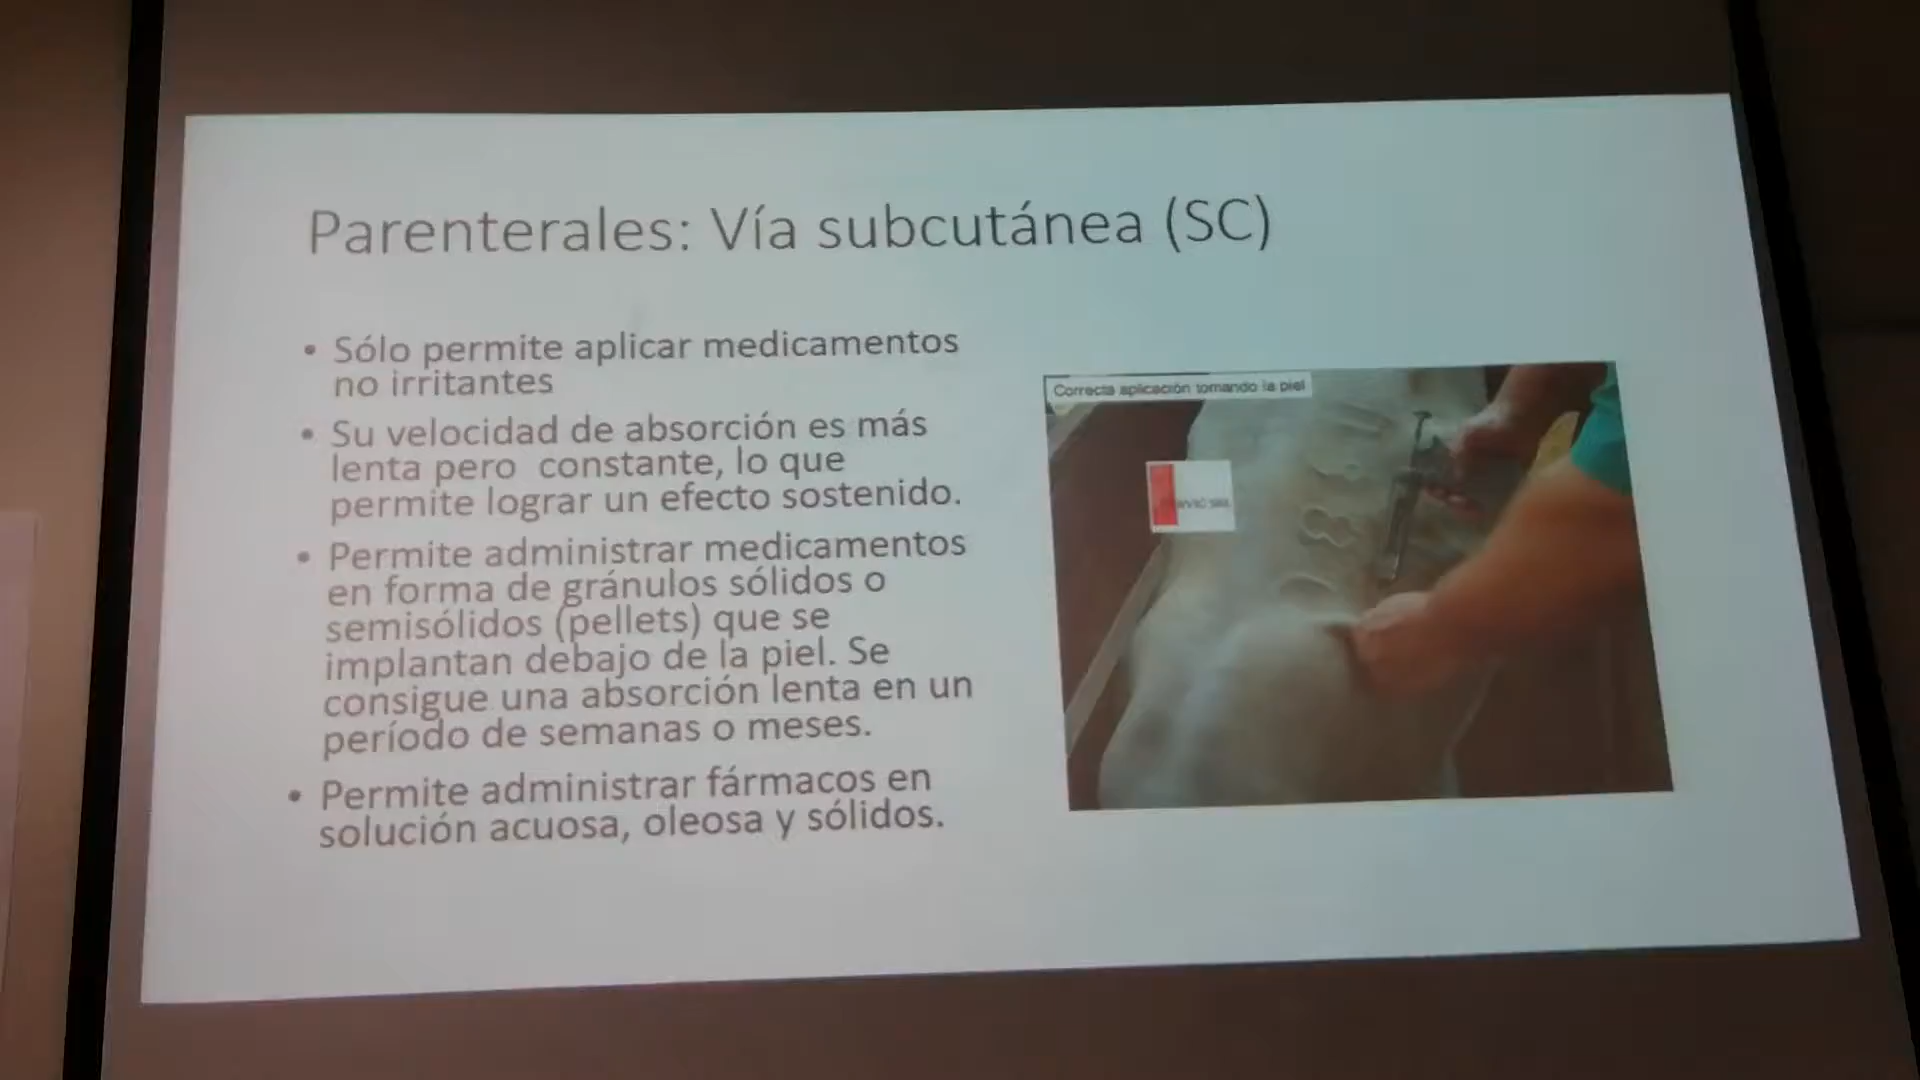 Parenterales: Vía subcutánea (SC)
• Sólo permite aplicar medicamentos
no irritantes
• Su velocidad de absorción es más
lenta pero constante, lo que
permite lograr un efecto sostenido.
• Permite administrar medicamentos
en forma de gránulos sólidos o
semisólidos (pellets) que se
implantan debajo de la piel. Se
consigue una absorción lenta en un
período de semanas o meses.
• Permite administrar fármacos en
solución acuosa, oleosa y sólidos.
Correcta aplicación tomando la piel